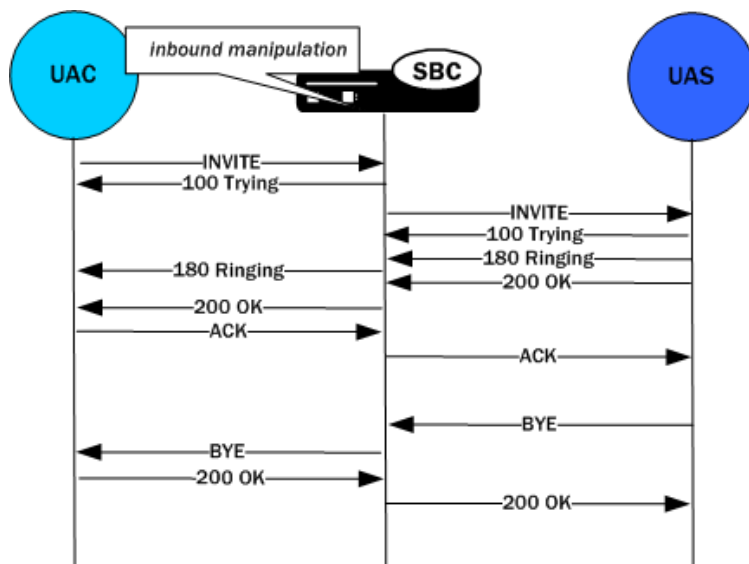 inbound manipulation
UAC
SBC
UAS
INVITE
100 Trying
INVITE
100 Trying
180 Ringing
180 Ringing
200 OK
200 OK
ACK
ACK
BYE
BYE
200 OK
200 OK